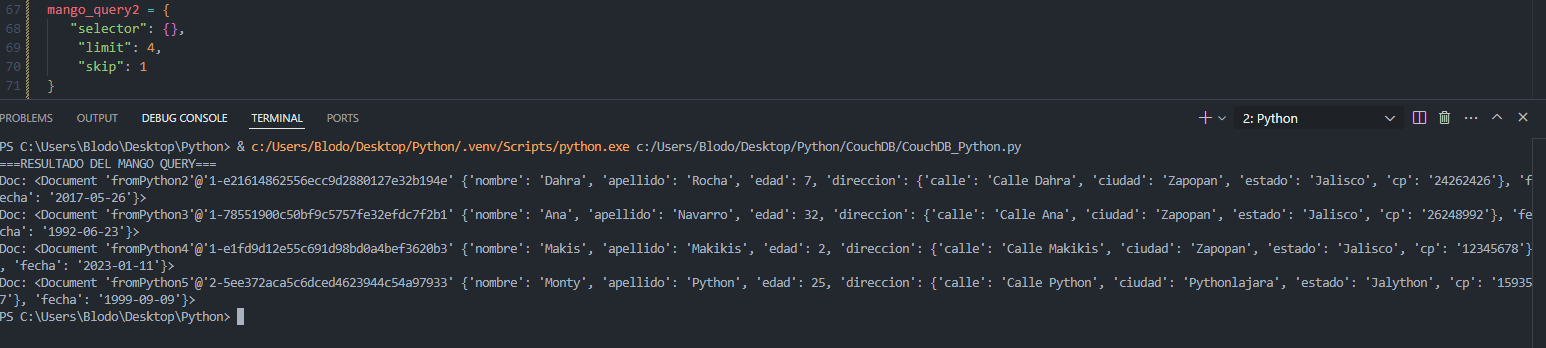 67 mango_query2 = {
68 "selector": {},
69 "limit": 4,
70 "skip": 1
71 }
PROBLEMS OUTPUT DEBUG CONSOLE TERMINAL PORTS 2: Python
PS C:\Users\Blodo\Desktop\Python> & c:/Users/Blodo/Desktop/Python/.venv/Scripts/python.exe c:/Users/Blodo/Desktop/Python/CouchDB/CouchDB_Python.py
===RESULTADO DEL MANGO QUERY===
Doc: <Document 'fromPython2'@'1-e21614862556ecc9d2880127e32b194e' {'nombre': 'Dahra', 'apellido': 'Rocha', 'edad': 7, 'direccion': {'calle': 'Calle Dahra', 'ciudad': 'Zapopan', 'estado': 'Jalisco', 'cp': '24262426'}, 'f
echa': '2017-05-26'}>
Doc: <Document 'fromPython3'@'1-78551900c50bf9c5757fe32efdc7f2b1' {'nombre': 'Ana', 'apellido': 'Navarro', 'edad': 32, 'direccion': {'calle': 'Calle Ana', 'ciudad': 'Zapopan', 'estado': 'Jalisco', 'cp': '26248992'}, 'fe
cha': '1992-06-23'}>
Doc: <Document 'fromPython4'@'1-e1fd9d12e55c691d98bd0a4bef3620b3' {'nombre': 'Makis', 'apellido': 'Makikis', 'edad': 2, 'direccion': {'calle': 'Calle Makikis', 'ciudad': 'Zapopan', 'estado': 'Jalisco', 'cp': '12345678'}
, 'fecha': '2023-01-11'}>
Doc: <Document 'fromPython5'@'2-5ee372aca5c6dced4623944c54a97933' {'nombre': 'Monty', 'apellido': 'Python', 'edad': 25, 'direccion': {'calle': 'Calle Python', 'ciudad': 'Pythonlajara', 'estado': 'Jalython', 'cp': '15935
7'}, 'fecha': '1999-09-09'}>
PS C:\Users\Blodo\Desktop\Python>